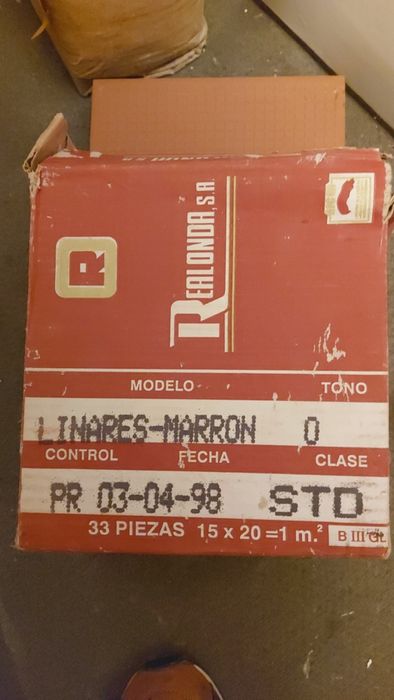 R
REALONDA, S.A.
MODELO TONO
LINARES-MARRON 0
CONTROL FECHA CLASE
PR 03-04-98 STD
33 PIEZAS 15 x 20 = 1 m.² B III GL